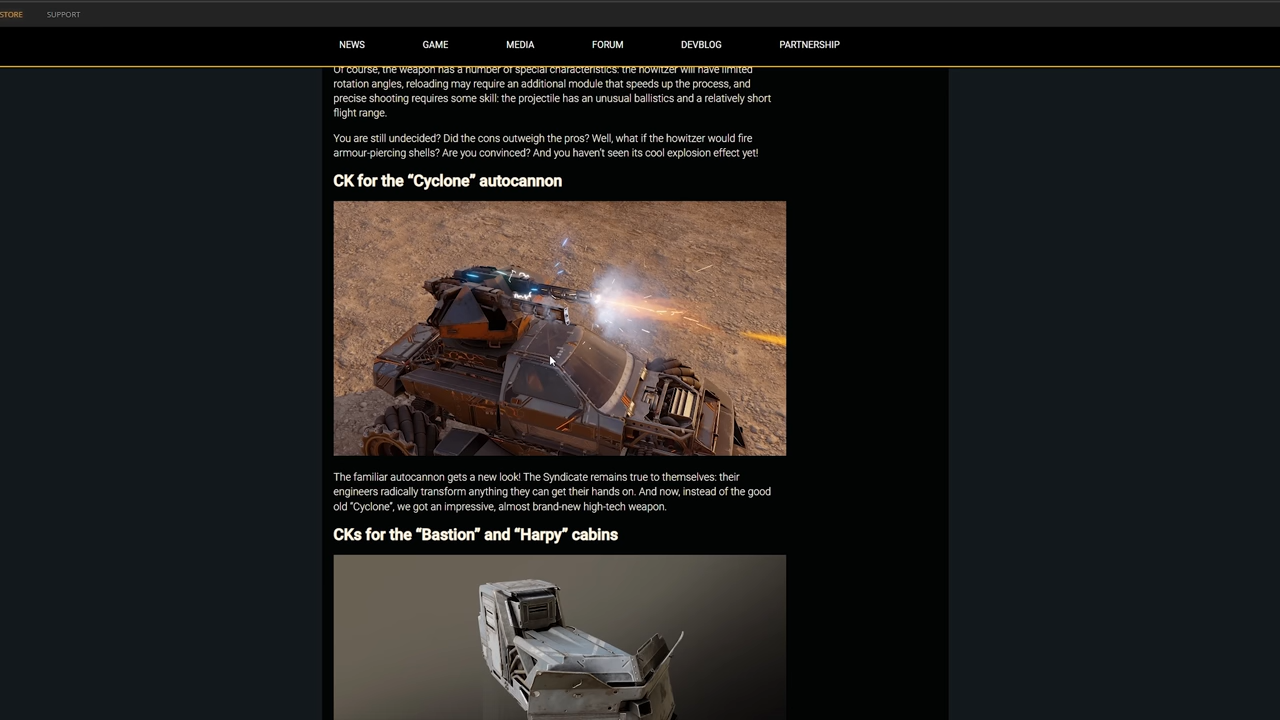 STORE SUPPORT
NEWS GAME MEDIA FORUM DEVBLOG PARTNERSHIP
Of course, the weapon has a number of special characteristics: the howitzer will have limited
rotation angles, reloading may require an additional module that speeds up the process, and
precise shooting requires some skill: the projectile has an unusual ballistics and a relatively short
flight range.
You are still undecided? Did the cons outweigh the pros? Well, what if the howitzer would fire
armour-piercing shells? Are you convinced? And you haven’t seen its cool explosion effect yet!
CK for the “Cyclone” autocannon
The familiar autocannon gets a new look! The Syndicate remains true to themselves: their
engineers radically transform anything they can get their hands on. And now, instead of the good
old “Cyclone”, we got an impressive, almost brand-new high-tech weapon.
CKs for the “Bastion” and “Harpy” cabins